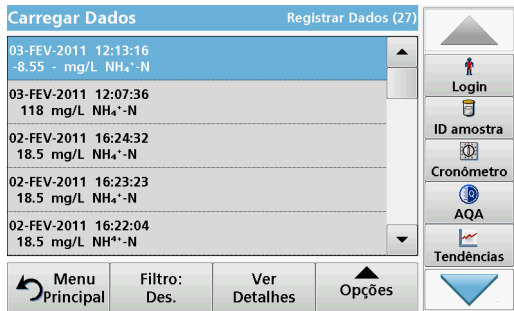 Carregar Dados
Registrar Dados (27)
03-FEV-2011 12:13:16
-8.55 - mg/L NH₄⁺-N
03-FEV-2011 12:07:36
118 mg/L NH₄⁺-N
02-FEV-2011 16:24:32
18.5 mg/L NH₄⁺-N
02-FEV-2011 16:23:23
18.5 mg/L NH₄⁺-N
02-FEV-2011 16:22:04
18.5 mg/L NH⁴⁺-N
Login
ID amostra
Cronômetro
AQA
Tendências
Menu
Principal
Filtro:
Des.
Ver
Detalhes
Opções